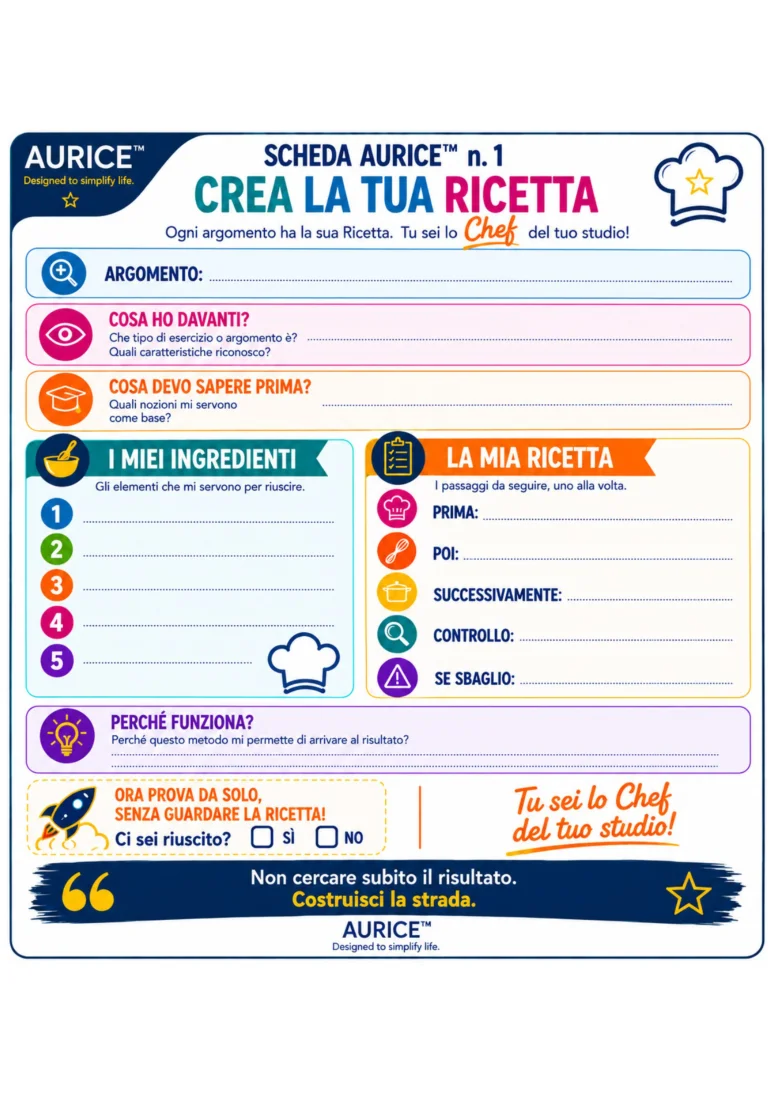 AURICE™
Designed to simplify life.
SCHEDA AURICE™ n. 1
CREA LA TUA RICETTA
Ogni argomento ha la sua Ricetta. Tu sei lo Chef del tuo studio!
ARGOMENTO:
COSA HO DAVANTI?
Che tipo di esercizio o argomento è?
Quali caratteristiche riconosco?
COSA DEVO SAPERE PRIMA?
Quali nozioni mi servono
come base?
I MIEI INGREDIENTI
Gli elementi che mi servono per riuscire.
1
2
3
4
5
LA MIA RICETTA
I passaggi da seguire, uno alla volta.
PRIMA:
POI:
SUCCESSIVAMENTE:
CONTROLLO:
SE SBAGLIO:
PERCHÉ FUNZIONA?
Perché questo metodo mi permette di arrivare al risultato?
ORA PROVA DA SOLO,
SENZA GUARDARE LA RICETTA!
Ci sei riuscito? SÌ NO
Tu sei lo Chef
del tuo studio!
Non cercare subito il risultato.
Costruisci la strada.
AURICE™
Designed to simplify life.